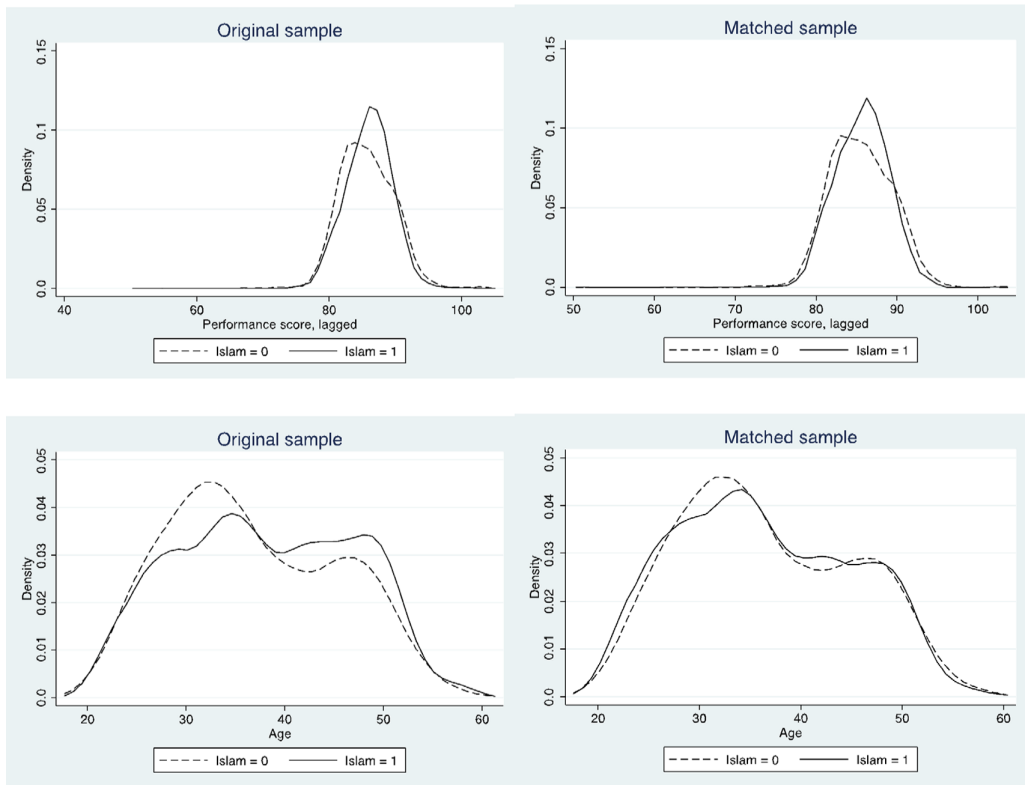 Original sample
0.15
0.1
0.05
0.0
Density
40 60 80 100
Performance score, lagged
Islam = 0 Islam = 1
Matched sample
0.15
0.1
0.05
0.0
Density
50 60 70 80 90 100
Performance score, lagged
Islam = 0 Islam = 1
Original sample
0.05
0.04
0.03
0.02
0.01
0.0
Density
20 30 40 50 60
Age
Islam = 0 Islam = 1
Matched sample
0.05
0.04
0.03
0.02
0.01
0.0
Density
20 30 40 50 60
Age
Islam = 0 Islam = 1